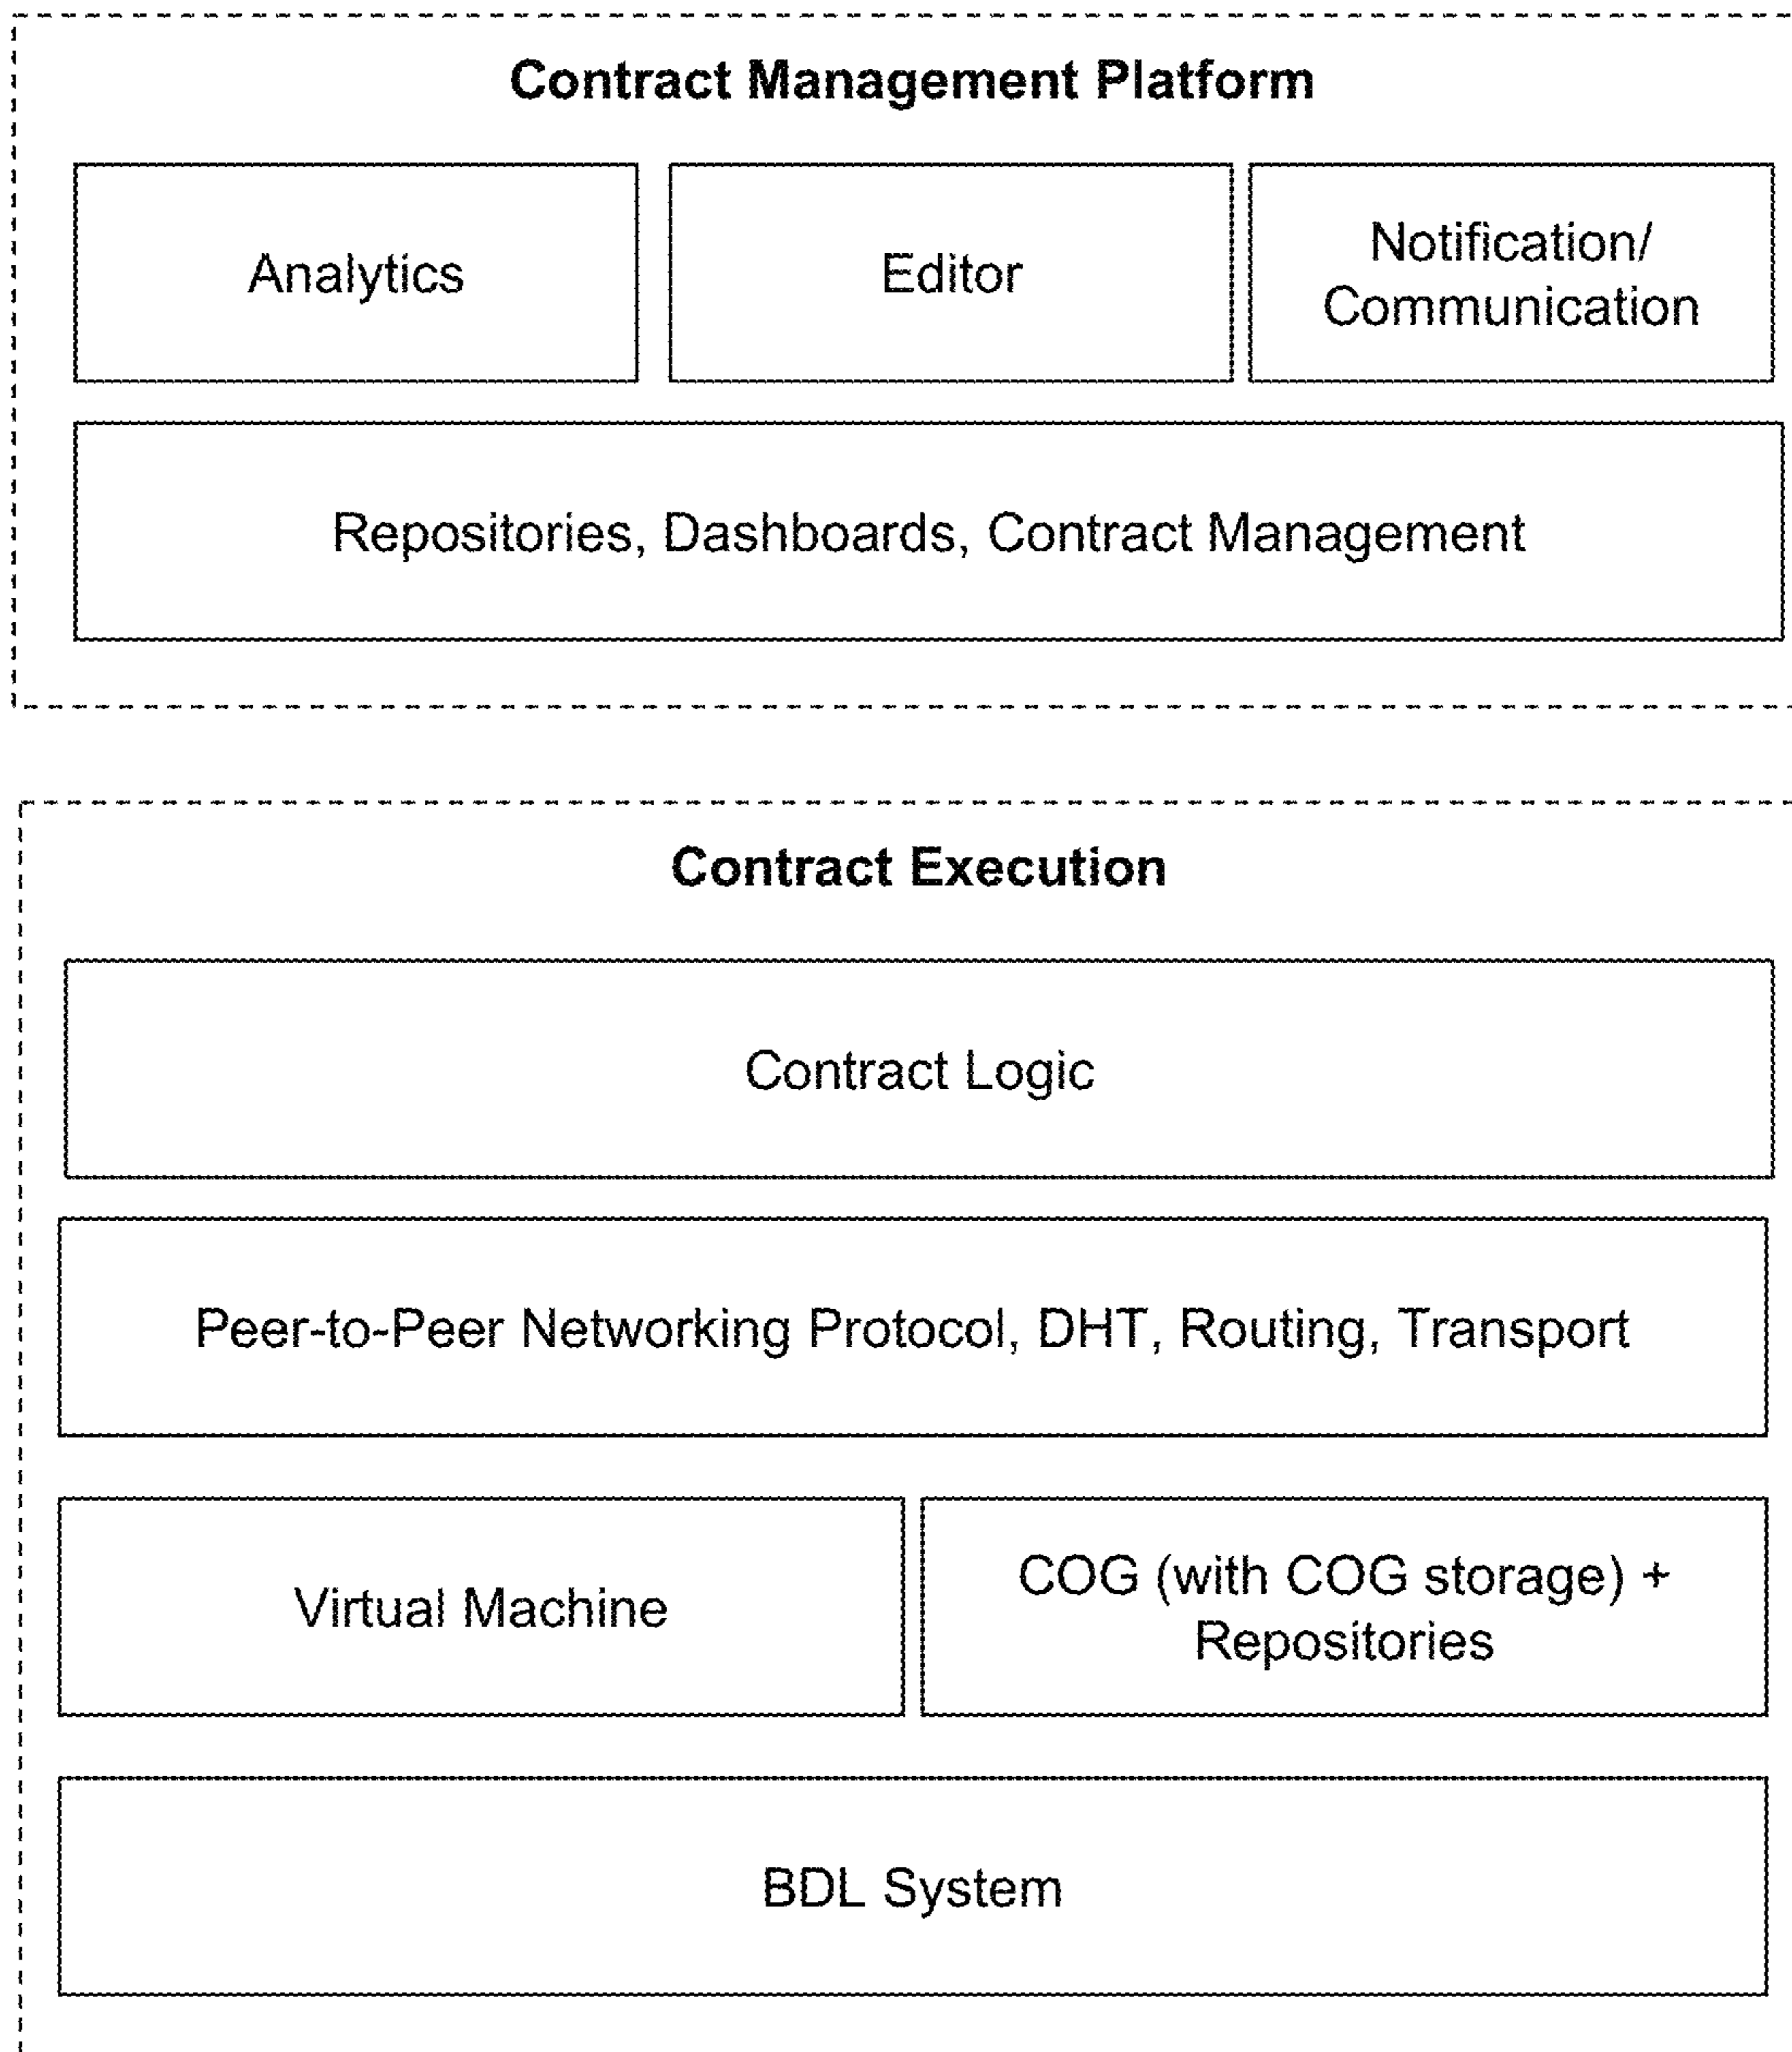 Contract Management Platform
Analytics
Editor
Notification/
Communication
Repositories, Dashboards, Contract Management
Contract Execution
Contract Logic
Peer-to-Peer Networking Protocol, DHT, Routing, Transport
Virtual Machine
COG (with COG storage) +
Repositories
BDL System